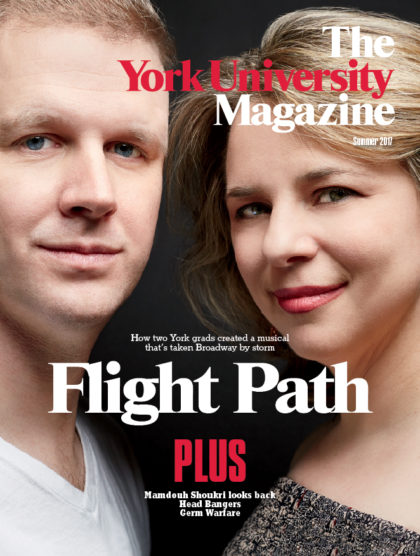 The
York University
Magazine
Summer 2017
How two York grads created a musical
that's taken Broadway by storm
Flight Path
PLUS
Mamdouh Shoukri looks back
Head Bangers
Germ Warfare